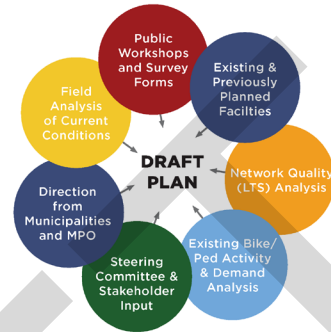 Public
Workshops
and Survey
Forms
Existing &
Previously
Planned
Facilties
Network Quality
(LTS) Analysis
Existing Bike/
Ped Activity
& Demand
Analysis
Steering
Committee &
Stakeholder
Input
Direction
from
Municipalities
and MPO
Field
Analysis
of Current
Conditions
DRAFT
PLAN